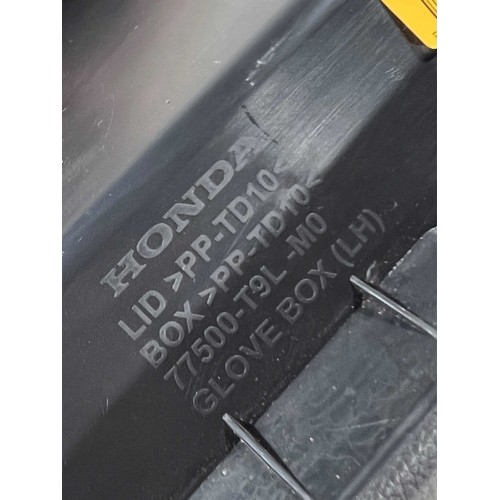 HONDA
LID >PP-TD10<
BOX >PP-TD10<
77500-T9L -M0
GLOVE BOX (LH)